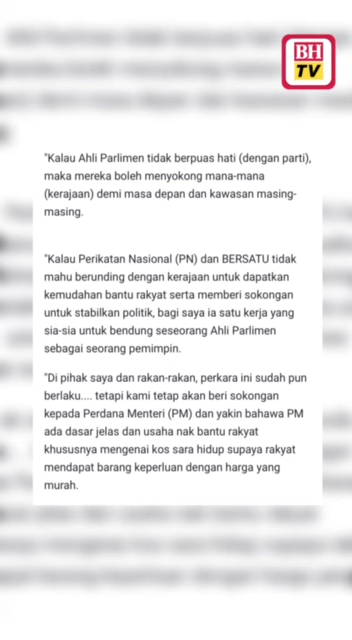 BH
TV
"Kalau Ahli Parlimen tidak berpuas hati (dengan parti),
maka mereka boleh menyokong mana-mana
(kerajaan) demi masa depan dan kawasan masing-
masing.
"Kalau Perikatan Nasional (PN) dan BERSATU tidak
mahu berunding dengan kerajaan untuk dapatkan
kemudahan bantu rakyat serta memberi sokongan
untuk stabilkan politik, bagi saya ia satu kerja yang
sia-sia untuk bendung seseorang Ahli Parlimen
sebagai seorang pemimpin.
"Di pihak saya dan rakan-rakan, perkara ini sudah pun
berlaku.... tetapi kami tetap akan beri sokongan
kepada Perdana Menteri (PM) dan yakin bahawa PM
ada dasar jelas dan usaha nak bantu rakyat
khususnya mengenai kos sara hidup supaya rakyat
mendapat barang keperluan dengan harga yang
murah.